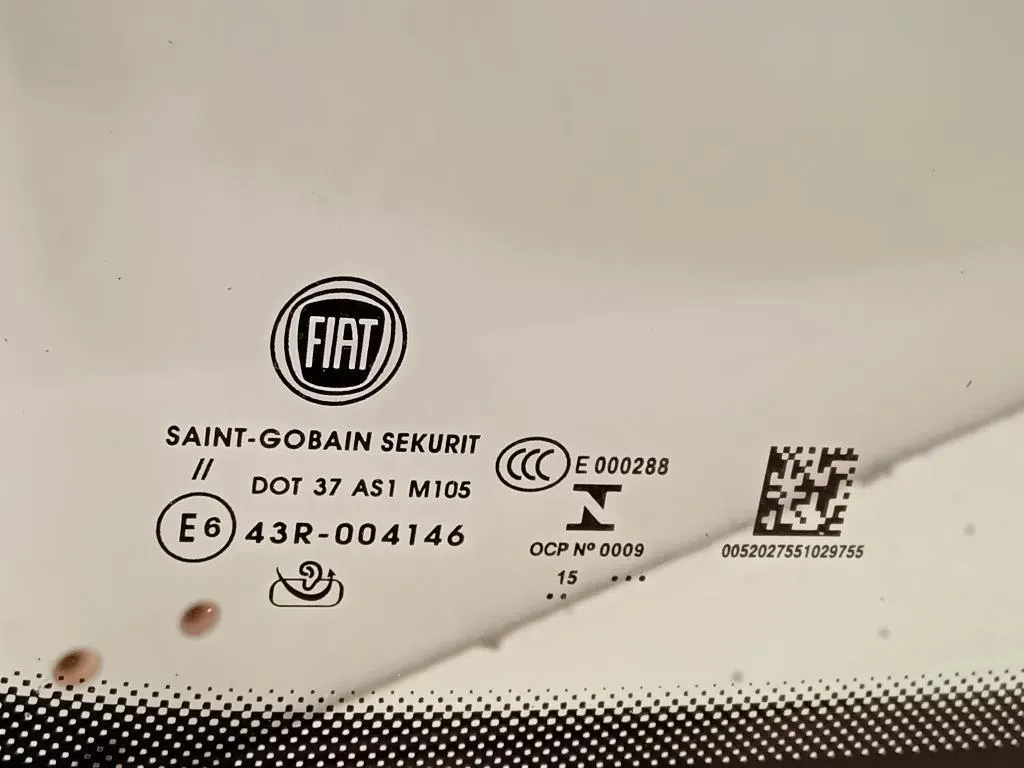 FIAT
SAINT-GOBAIN SEKURIT
//
DOT 37 AS1 M105
E6 43R-004146
CCC E 000288
OCP Nº 0009
15 ...
..
0052027551029755